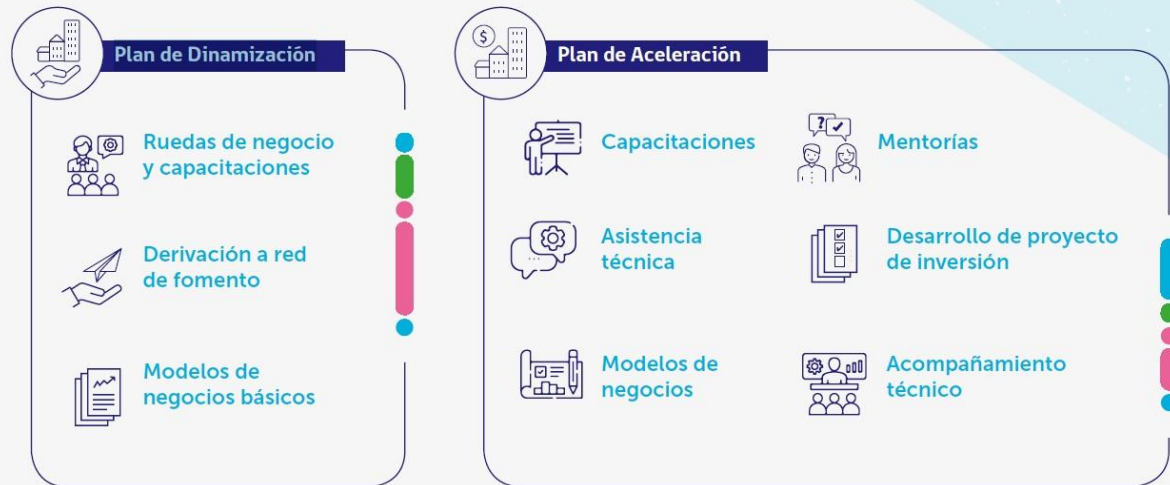 Plan de Dinamización
Ruedas de negocio
y capacitaciones
Derivación a red
de fomento
Modelos de
negocios básicos
Plan de Aceleración
Capacitaciones
Mentorías
Asistencia
técnica
Desarrollo de proyecto
de inversión
Modelos de
negocios
Acompañamiento
técnico